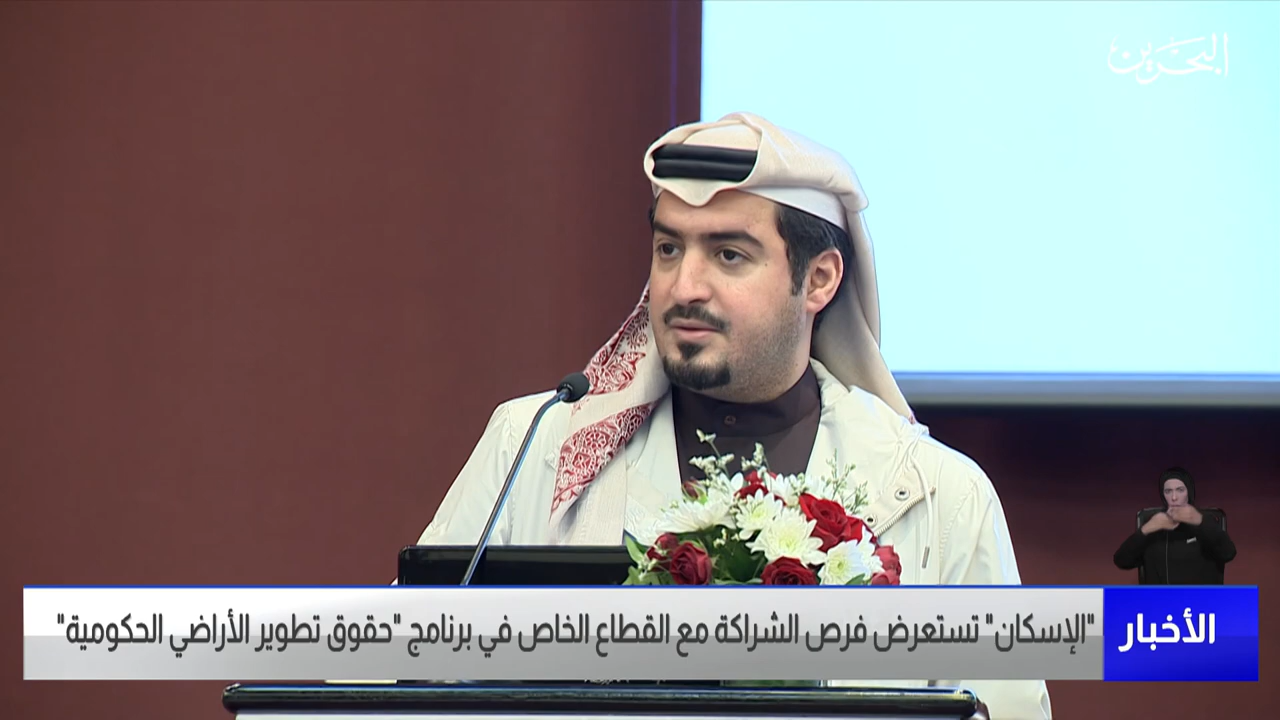 البحرين
الأخبار
"الإسكان" تستعرض فرص الشراكة مع القطاع الخاص في برنامج "حقوق تطوير الأراضي الحكومية"